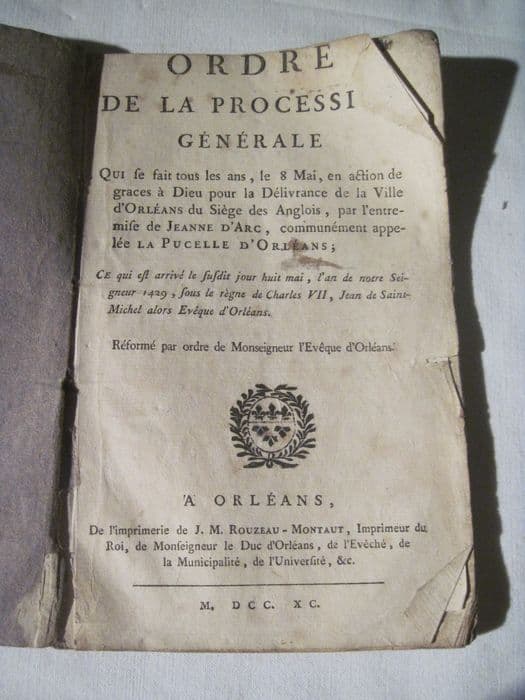 ORDRE
DE LA PROCESSI
GÉNÉRALE
QUI ſe fait tous les ans, le 8 Mai, en action de
graces à Dieu pour la Délivrance de la Ville
d'ORLÉANS du Siège des Anglois, par l'entre-
miſe de JEANNE D'ARC, communément appe-
lée LA PUCELLE D'ORLÉANS;
CE qui eſt arrivé le ſuſdit jour huit mai, l'an de notre Sei-
gneur 1429, ſous le règne de Charles VII, Jean de Saint-
Michel alors Evêque d'Orléans.
Réformé par ordre de Monseigneur l'Evêque d'Orléans.
A ORLÉANS,
De l'imprimerie de J. M. ROUZEAU-MONTAUT, Imprimeur du
Roi, de Monſeigneur le Duc d'Orléans, de l'Evêché, de
la Municipalité, de l'Univerſité, &c.
M. DCC. XC.